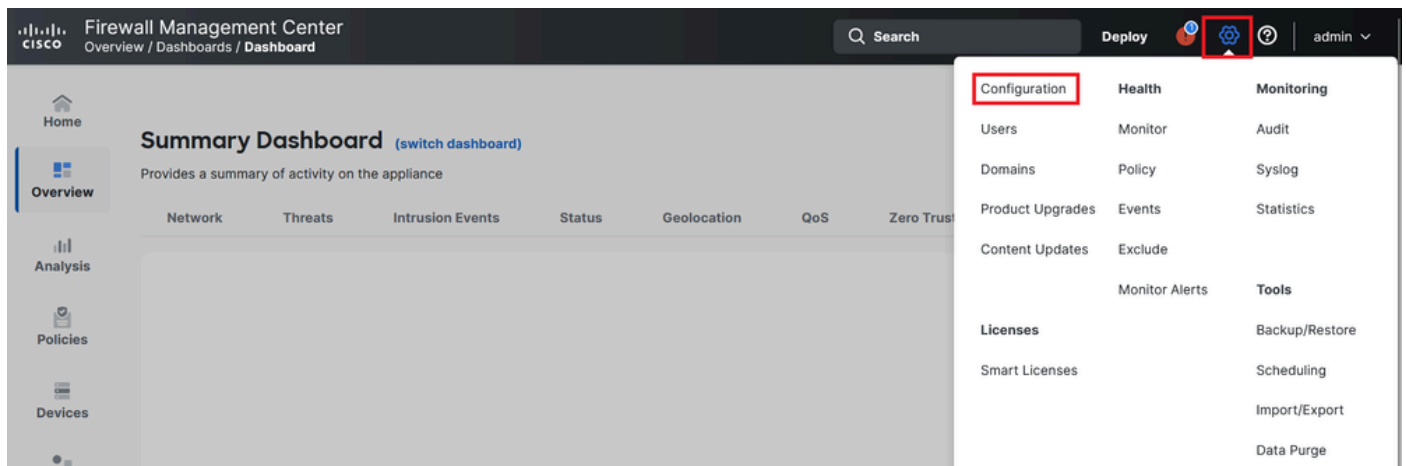 CISCO
Firewall Management Center
Overview / Dashboards / Dashboard
Search
Deploy
admin
Home
Overview
Analysis
Policies
Devices
Summary Dashboard (switch dashboard)
Provides a summary of activity on the appliance
Network Threats Intrusion Events Status Geolocation QoS Zero Trust
Configuration
Users
Domains
Product Upgrades
Content Updates
Licenses
Smart Licenses
Health
Monitor
Policy
Events
Exclude
Monitor Alerts
Monitoring
Audit
Syslog
Statistics
Tools
Backup/Restore
Scheduling
Import/Export
Data Purge